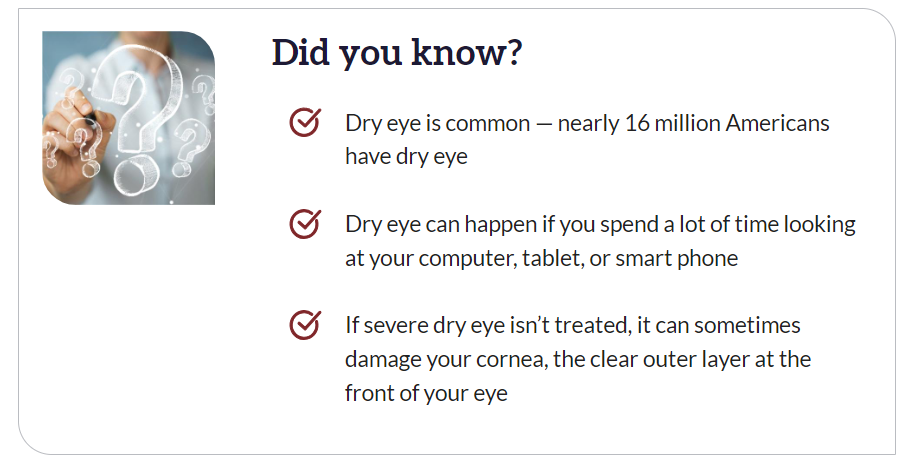 Did you know?
Dry eye is common — nearly 16 million Americans
have dry eye
Dry eye can happen if you spend a lot of time looking
at your computer, tablet, or smart phone
If severe dry eye isn’t treated, it can sometimes
damage your cornea, the clear outer layer at the
front of your eye